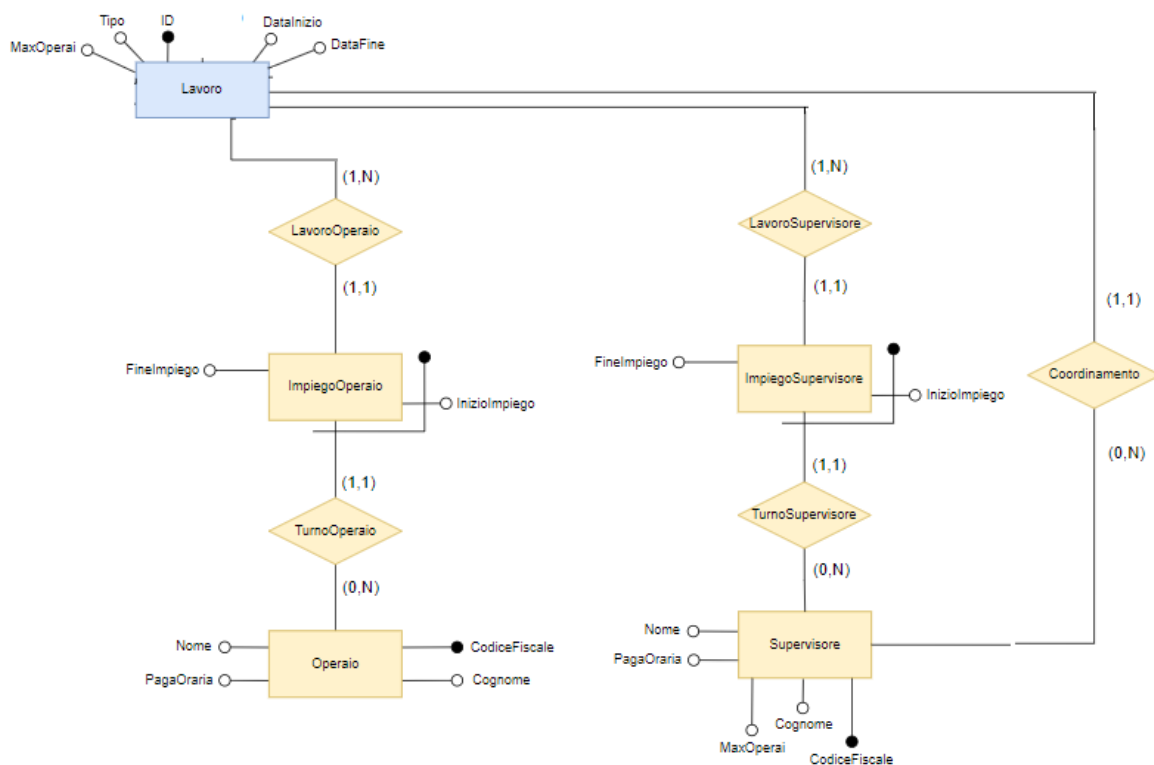 Tipo
ID
DataInizio
MaxOperai
DataFine
Lavoro
(1,N)
(1,N)
LavoroOperaio
LavoroSupervisore
(1,1)
(1,1)
(1,1)
FineImpiego
ImpiegoOperaio
InizioImpiego
FineImpiego
ImpiegoSupervisore
InizioImpiego
Coordinamento
(0,N)
(1,1)
(1,1)
TurnoOperaio
TurnoSupervisore
(0,N)
(0,N)
Nome
CodiceFiscale
Operaio
PagaOraria
Cognome
Nome
Supervisore
PagaOraria
Cognome
MaxOperai
CodiceFiscale